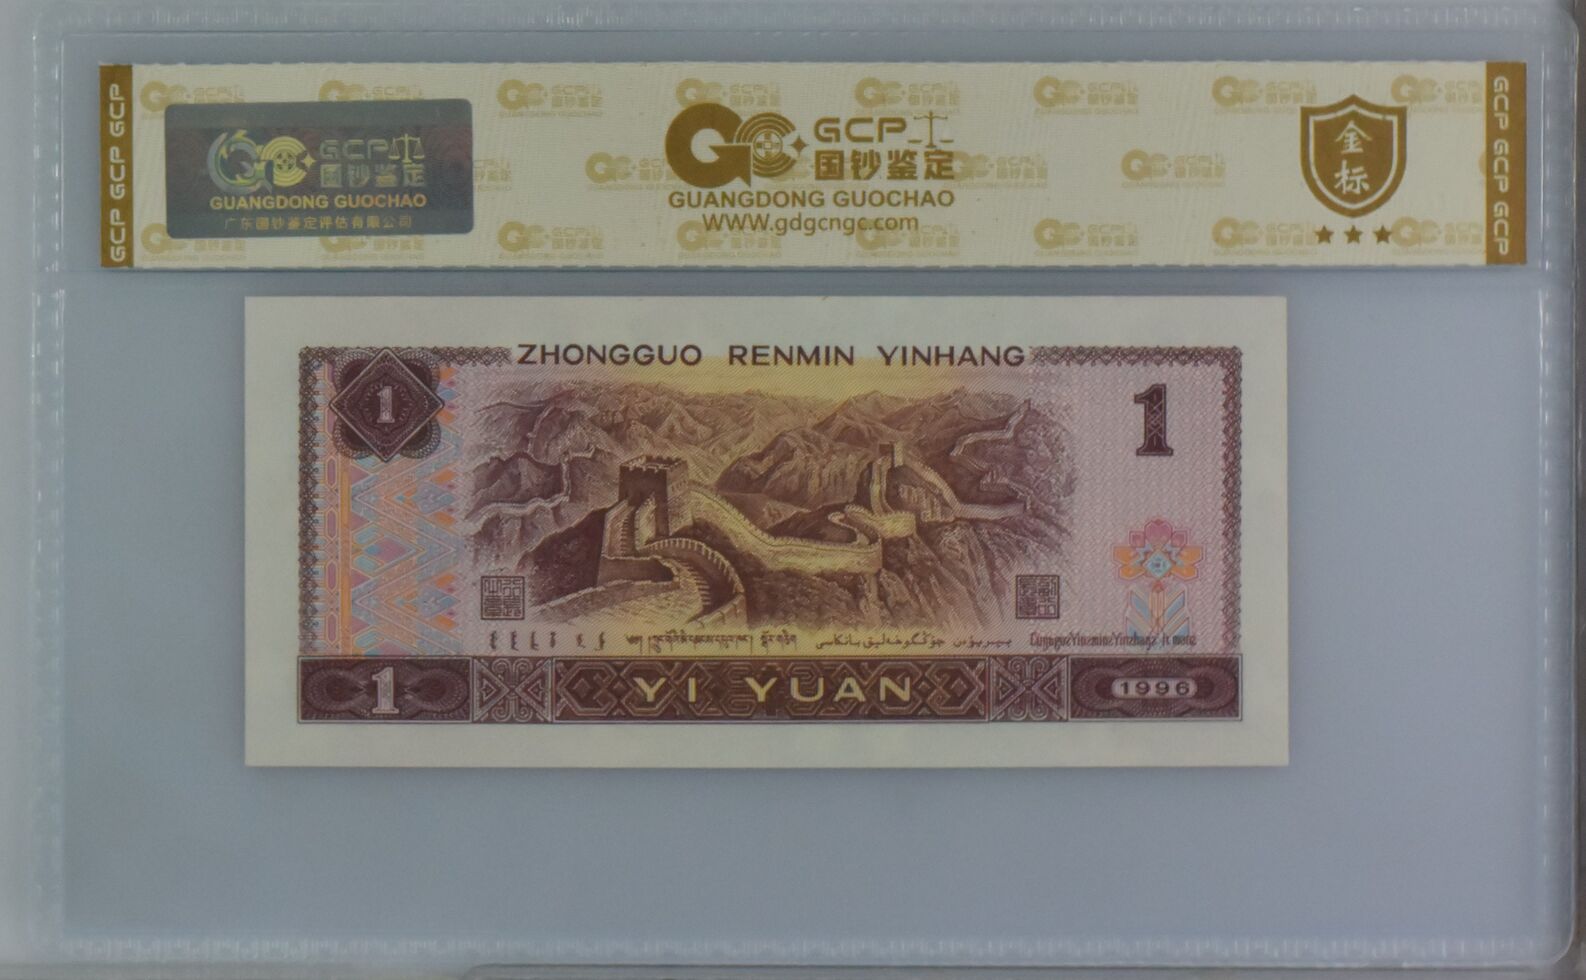 GCP GCP GCP
GCP
国钞鉴定
GUANGDONG GUOCHAO
广东国钞鉴定评估有限公司
GCP
国钞鉴定
GUANGDONG GUOCHAO
WWW.gdgcngc.com
金
标
GCP GCP GCP
ZHONGGUO RENMIN YINHANG
1
1
1
YI YUAN
1996